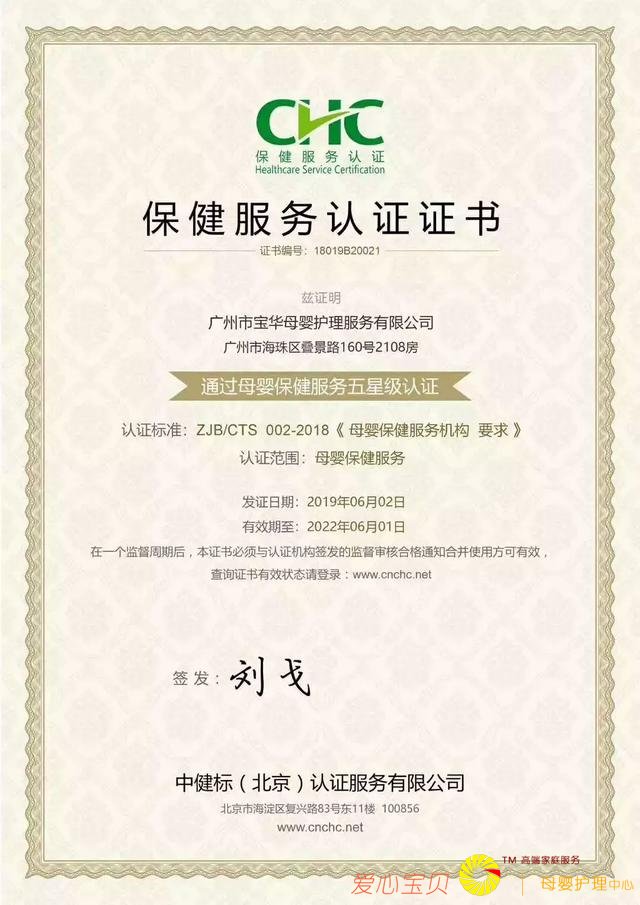 CHC
保健服务认证
Healthcare Service Certification
保健服务认证证书
证书编号：18019B20021
兹证明
广州市宝华母婴护理服务有限公司
广州市海珠区叠景路160号2108房
通过母婴保健服务五星级认证
认证标准：ZJB/CTS 002-2018《 母婴保健服务机构 要求 》
认证范围：母婴保健服务
发证日期：2019年06月02日
有效期至：2022年06月01日
在一个监督周期后，本证书必须与认证机构签发的监督审核合格通知合并使用方可有效，
查询证书有效状态请登录：www.cnchc.net
签发：刘戈
中健标（北京）认证服务有限公司
北京市海淀区复兴路83号东11楼 100856
www.cnchc.net
TM 高端家庭服务
爱心宝贝 | 母婴护理中心